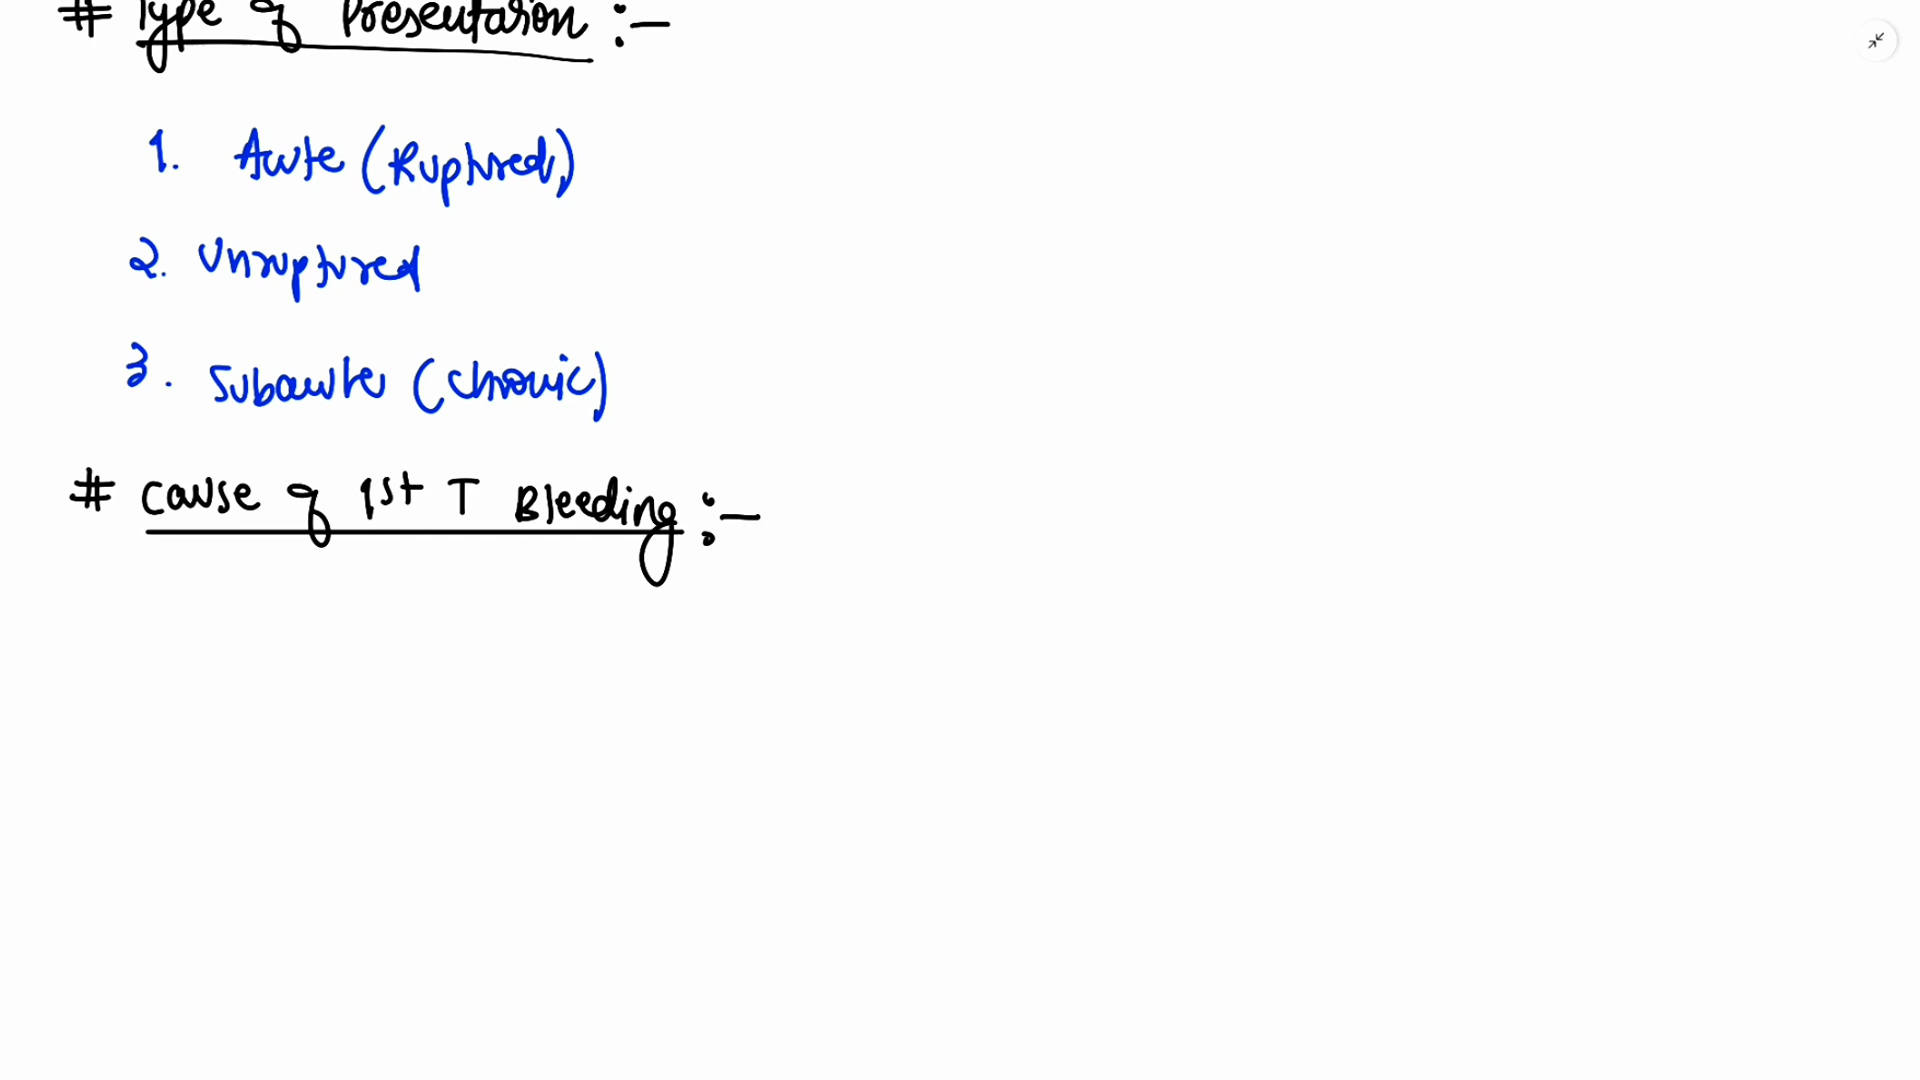 # Type of Presentation :-
1. Acute (Ruptured)
2. Unruptured
3. Subacute (chronic)
# Cause of 1st T Bleeding :-